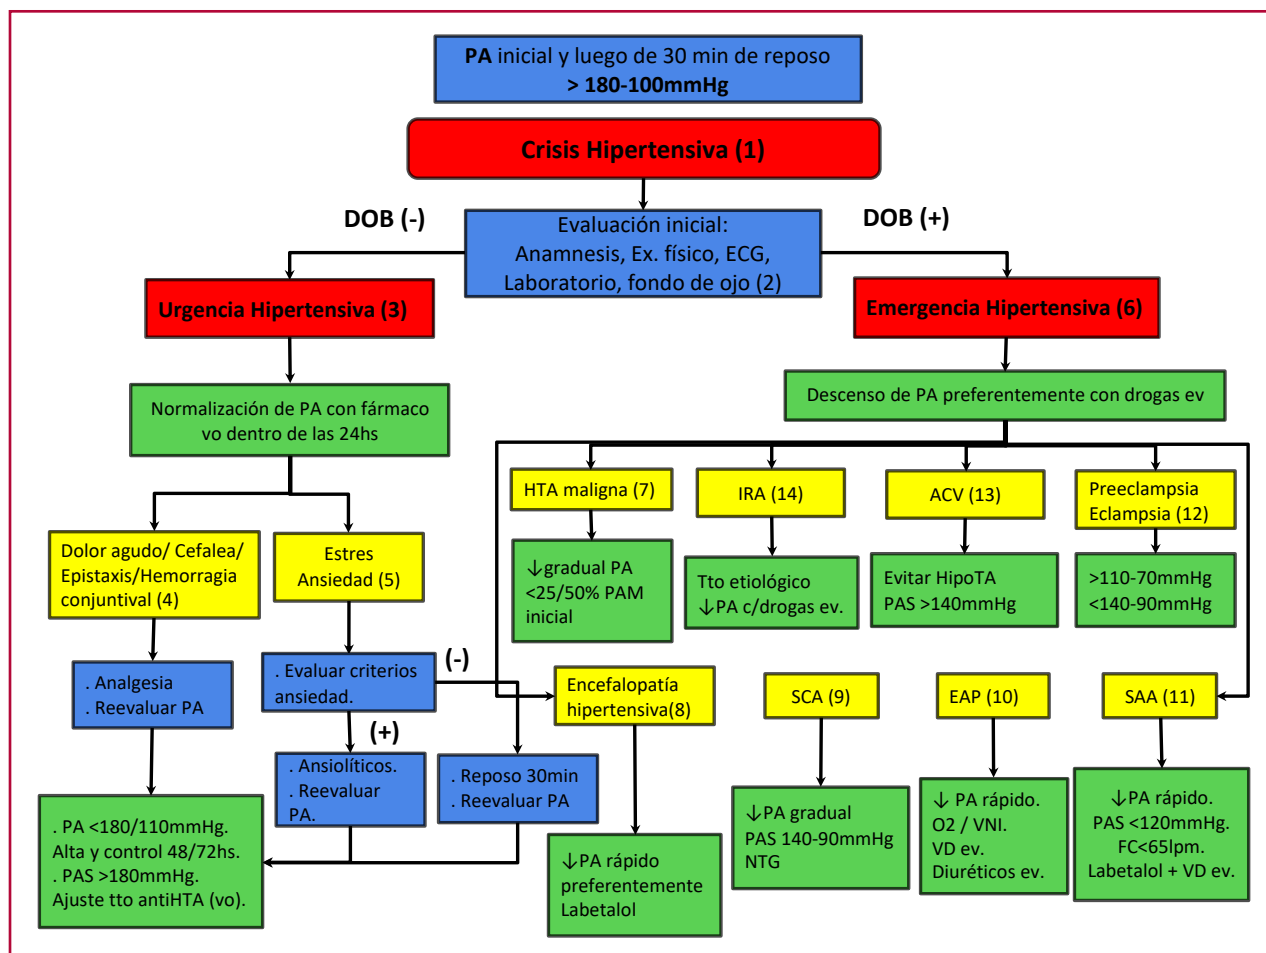 PA inicial y luego de 30 min de reposo
> 180-100mmHg
Crisis Hipertensiva (1)
DOB (-)
DOB (+)
Evaluación inicial:
Anamnesis, Ex. físico, ECG,
Laboratorio, fondo de ojo (2)
Urgencia Hipertensiva (3)
Emergencia Hipertensiva (6)
Normalización de PA con fármaco
vo dentro de las 24hs
Descenso de PA preferentemente con drogas ev
HTA maligna (7)
IRA (14)
ACV (13)
Preeclampsia
Eclampsia (12)
Dolor agudo/ Cefalea/
Epistaxis/Hemorragia
conjuntival (4)
Estres
Ansiedad (5)
↓gradual PA
<25/50% PAM
inicial
Tto etiológico
↓PA c/drogas ev.
Evitar HipoTA
PAS >140mmHg
>110-70mmHg
<140-90mmHg
. Analgesia
. Reevaluar PA
. Evaluar criterios
ansiedad.
(-)
(+)
Encefalopatía
hipertensiva(8)
SCA (9)
EAP (10)
SAA (11)
. Ansiolíticos.
. Reevaluar
PA.
. Reposo 30min
. Reevaluar PA
. PA <180/110mmHg.
Alta y control 48/72hs.
. PAS >180mmHg.
Ajuste tto antiHTA (vo).
↓PA rápido
preferentemente
Labetalol
↓PA gradual
PAS 140-90mmHg
NTG
↓ PA rápido.
O2 / VNI.
VD ev.
Diuréticos ev.
↓PA rápido.
PAS <120mmHg.
FC<65lpm.
Labetalol + VD ev.